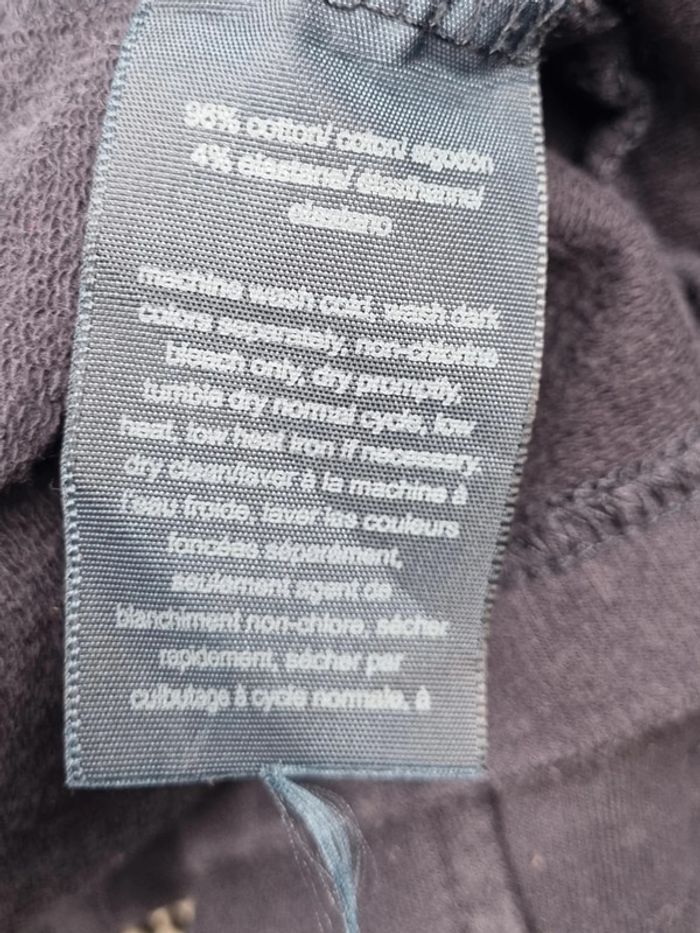 96% cotton/ coton/ algotón
4% elastane/ élasthanne/
elastano
machine wash cold, wash dark
colors separately, non-chlorine
bleach only, dry promptly,
tumble dry normal cycle, low
heat, low heat iron if necessary.
dry clean//laver à la machine à
l'eau froide, laver las couleurs
foncées séparément,
seulement agent de
blanchiment non-chlore, sécher
rapidement, sécher par
culbutage à cycle normale, à